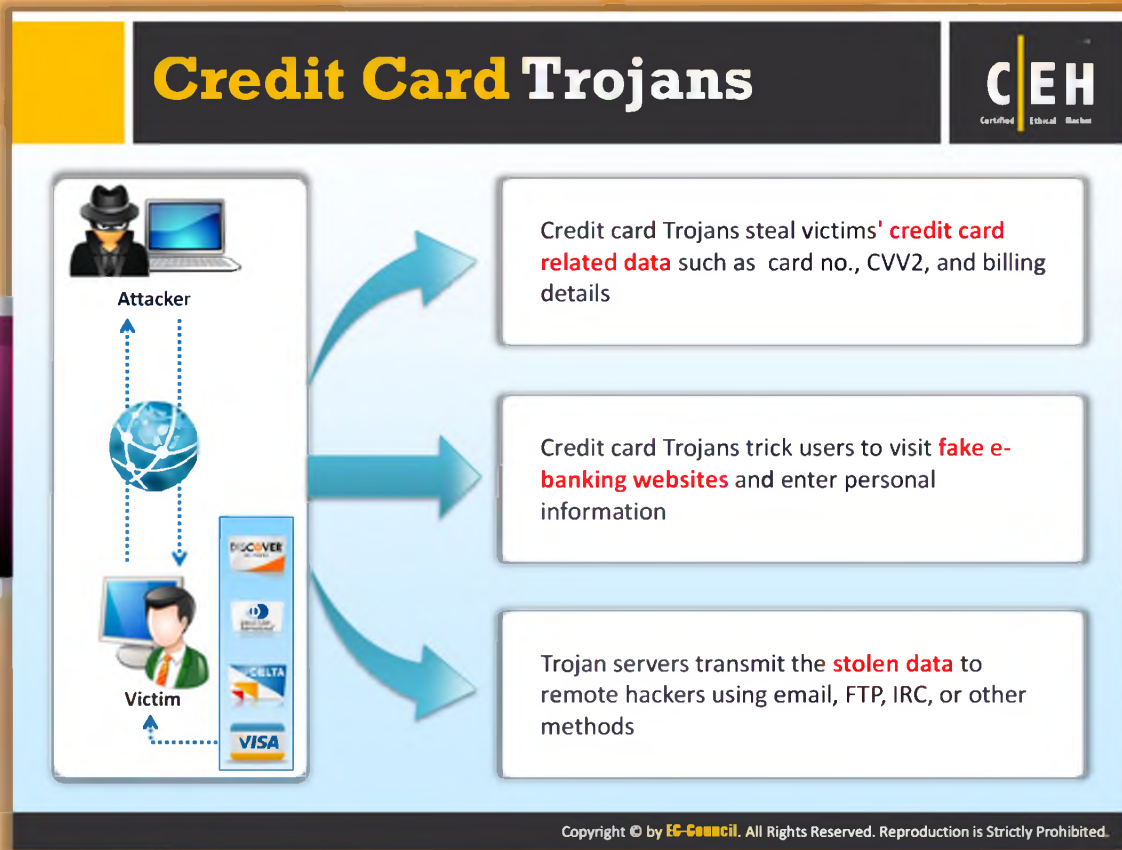 Credit Card Trojans
C|EH
Certified Ethical Hacker
Attacker
Credit card Trojans steal victims' credit card
related data such as card no., CVV2, and billing
details
Credit card Trojans trick users to visit fake e-
banking websites and enter personal
information
DISCOVER
Victim
DELTA
VISA
Trojan servers transmit the stolen data to
remote hackers using email, FTP, IRC, or other
methods
Copyright © by EC-Council. All Rights Reserved. Reproduction is Strictly Prohibited.